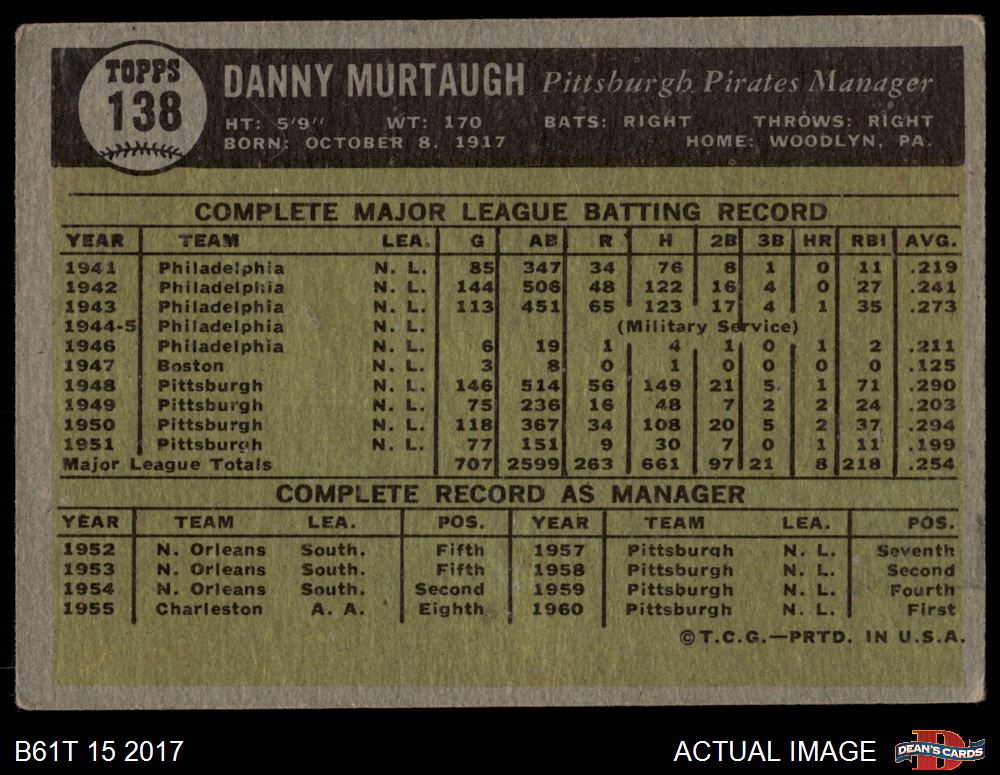 TOPPS
138
DANNY MURTAUGH Pittsburgh Pirates Manager
HT: 5'9" WT: 170 BATS: RIGHT THROWS: RIGHT
BORN: OCTOBER 8, 1917 HOME: WOODLYN, PA.
COMPLETE MAJOR LEAGUE BATTING RECORD
YEAR TEAM LEA. G AB R H 2B 3B HR RBI AVG.
1941 Philadelphia N. L. 85 347 34 76 8 1 0 11 .219
1942 Philadelphia N. L. 144 506 48 122 16 4 0 27 .241
1943 Philadelphia N. L. 113 451 65 123 17 4 1 35 .273
1944-5 Philadelphia N. L. (Military Service)
1946 Philadelphia N. L. 6 19 1 4 1 0 1 2 .211
1947 Boston N. L. 3 8 0 1 0 0 0 0 .125
1948 Pittsburgh N. L. 146 514 56 149 21 5 1 71 .290
1949 Pittsburgh N. L. 75 236 16 48 7 2 2 24 .203
1950 Pittsburgh N. L. 118 367 34 108 20 5 2 37 .294
1951 Pittsburgh N. L. 77 151 9 30 7 0 1 11 .199
Major League Totals 707 2599 263 661 97 21 8 218 .254
COMPLETE RECORD AS MANAGER
YEAR TEAM LEA. POS. YEAR TEAM LEA. POS.
1952 N. Orleans South. Fifth 1957 Pittsburgh N. L. Seventh
1953 N. Orleans South. Fifth 1958 Pittsburgh N. L. Second
1954 N. Orleans South. Second 1959 Pittsburgh N. L. Fourth
1955 Charleston A. A. Eighth 1960 Pittsburgh N. L. First
©T.C.G.—PRTD. IN U.S.A.
B61T 15 2017 ACTUAL IMAGE DEAN'S CARDS